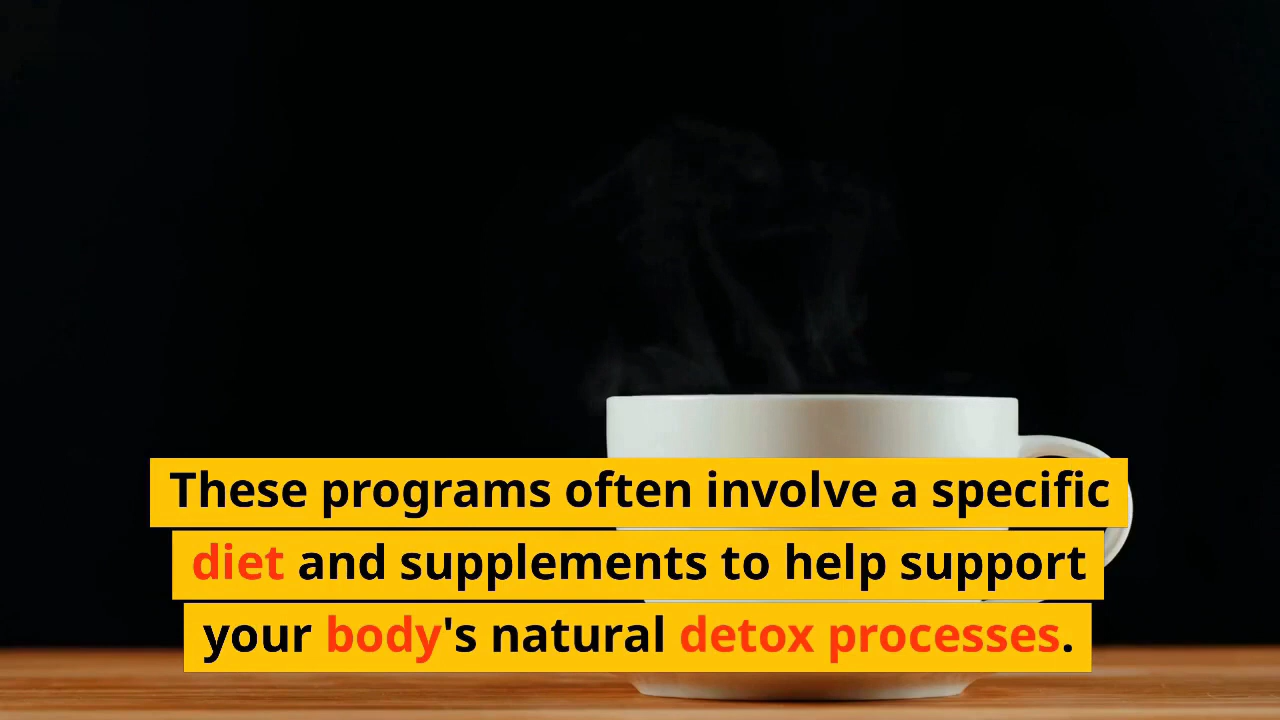 These programs often involve a specific
diet and supplements to help support
your body's natural detox processes.